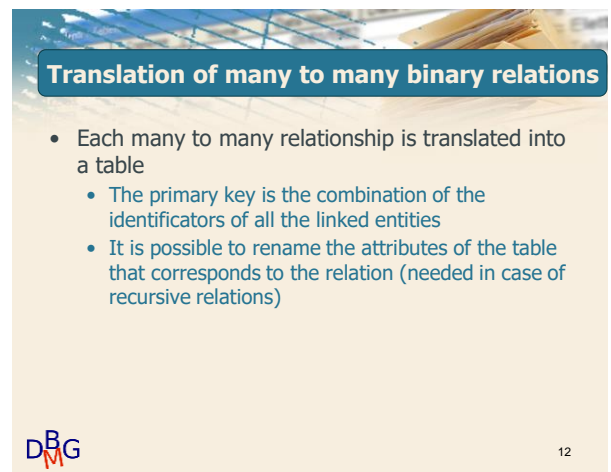 Translation of many to many binary relations
• Each many to many relationship is translated into
a table
• The primary key is the combination of the
identificators of all the linked entities
• It is possible to rename the attributes of the table
that corresponds to the relation (needed in case of
recursive relations)
DBMG
12